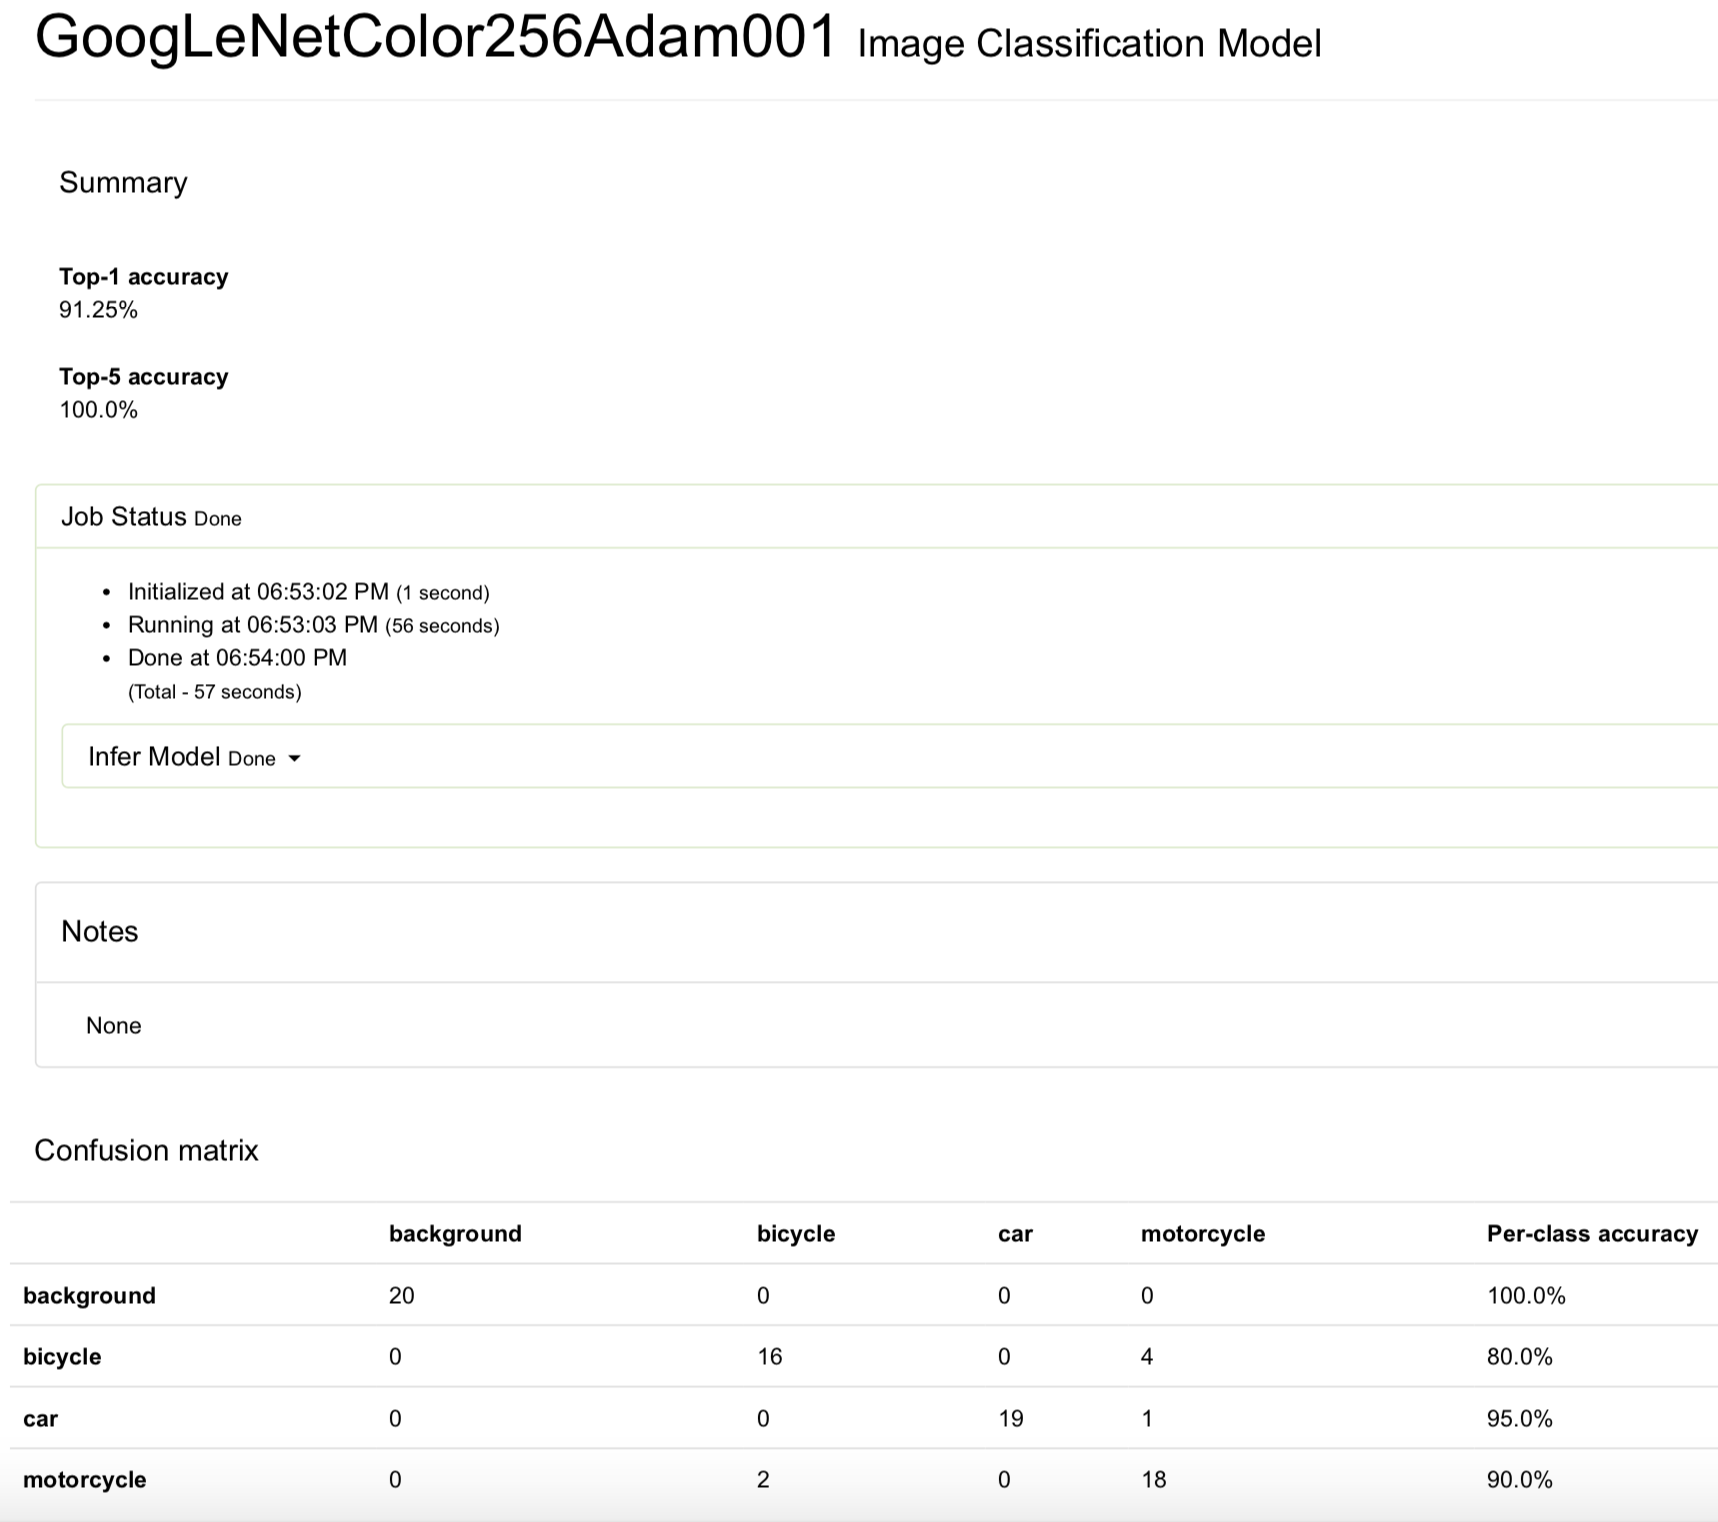 GoogLeNetColor256Adam001 Image Classification Model
Summary
Top-1 accuracy
91.25%
Top-5 accuracy
100.0%
Job Status Done
• Initialized at 06:53:02 PM (1 second)
• Running at 06:53:03 PM (56 seconds)
• Done at 06:54:00 PM
(Total - 57 seconds)
Infer Model Done
Notes
None
Confusion matrix
background bicycle car motorcycle Per-class accuracy
background 20 0 0 0 100.0%
bicycle 0 16 0 4 80.0%
car 0 0 19 1 95.0%
motorcycle 0 2 0 18 90.0%